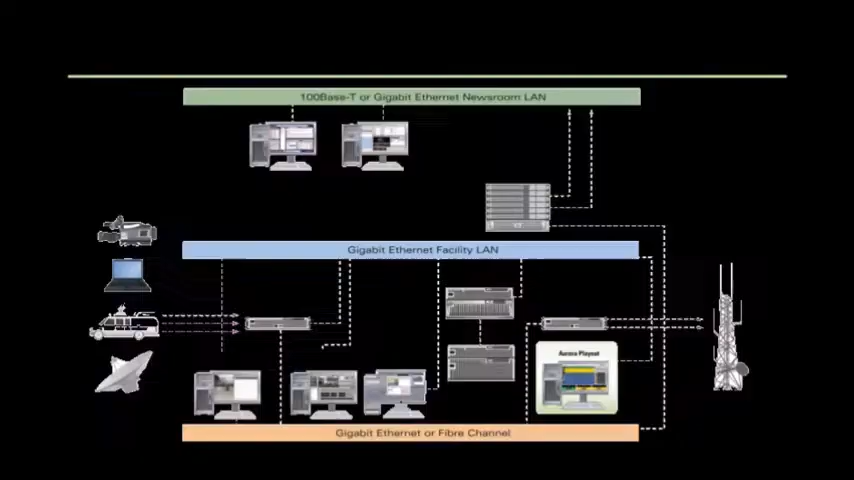 100Base-T or Gigabit Ethernet Newsroom LAN
Gigabit Ethernet Facility LAN
Aurora Playout
Gigabit Ethernet or Fibre Channel